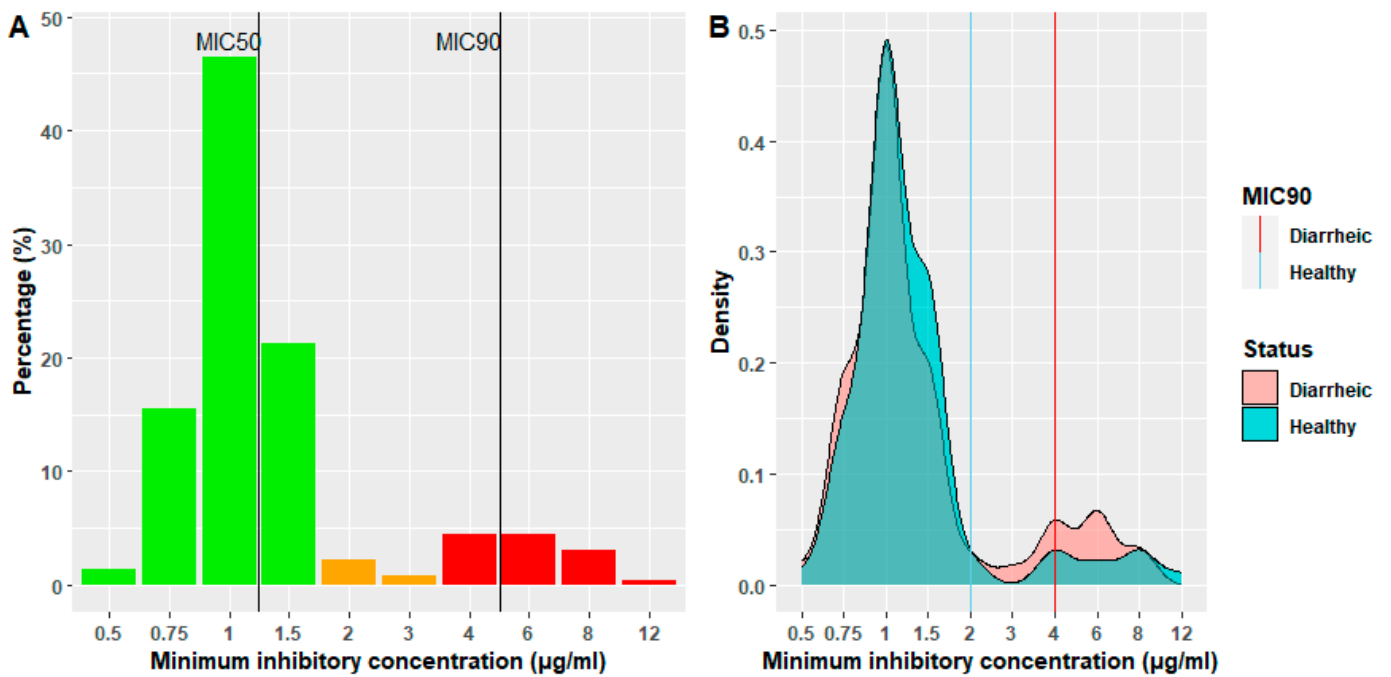 A
MIC50
MIC90
Percentage (%)
50
40
30
20
10
0
0.5 0.75 1 1.5 2 3 4 6 8 12
Minimum inhibitory concentration (µg/ml)
B
Density
0.5
0.4
0.3
0.2
0.1
0.0
0.5 0.75 1 1.5 2 3 4 6 8 12
Minimum inhibitory concentration (µg/ml)
MIC90
Diarrheic
Healthy
Status
Diarrheic
Healthy